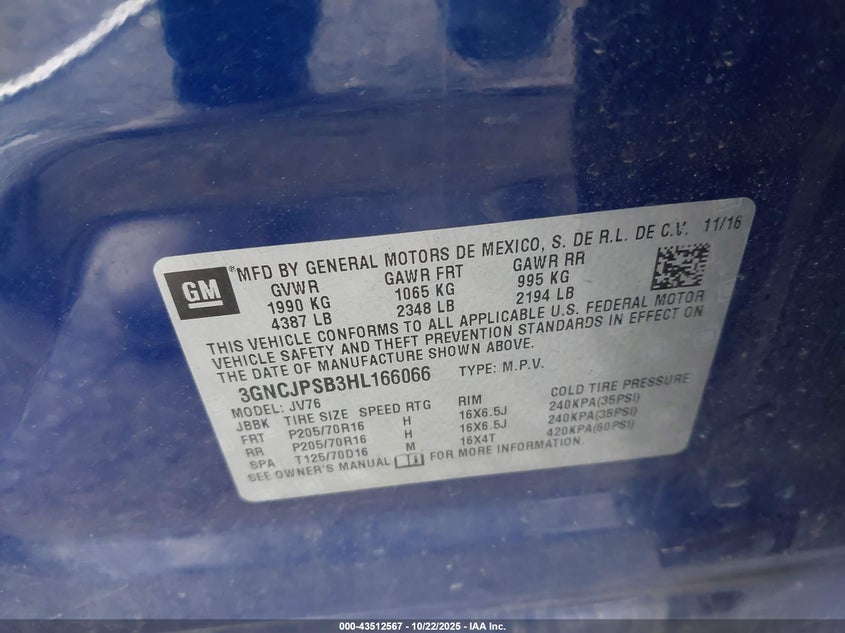 GM
® MFD BY GENERAL MOTORS DE MEXICO, S. DE R.L. DE C.V. 11/16
GVWR GAWR FRT GAWR RR
1990 KG 1065 KG 995 KG
4387 LB 2348 LB 2194 LB
THIS VEHICLE CONFORMS TO ALL APPLICABLE U.S. FEDERAL MOTOR
VEHICLE SAFETY AND THEFT PREVENTION STANDARDS IN EFFECT ON
THE DATE OF MANUFACTURE SHOWN ABOVE.
3GNCJPSB3HL166066 TYPE: M.P.V.
MODEL: JV76
JBBK TIRE SIZE SPEED RTG RIM COLD TIRE PRESSURE
FRT P205/70R16 H 16X6.5J 240KPA(35PSI)
RR P205/70R16 H 16X6.5J 240KPA(35PSI)
SPA T125/70D16 M 16X4T 420KPA(60PSI)
SEE OWNER'S MANUAL FOR MORE INFORMATION.
000-43512567 - 10/22/2025 - IAA Inc.